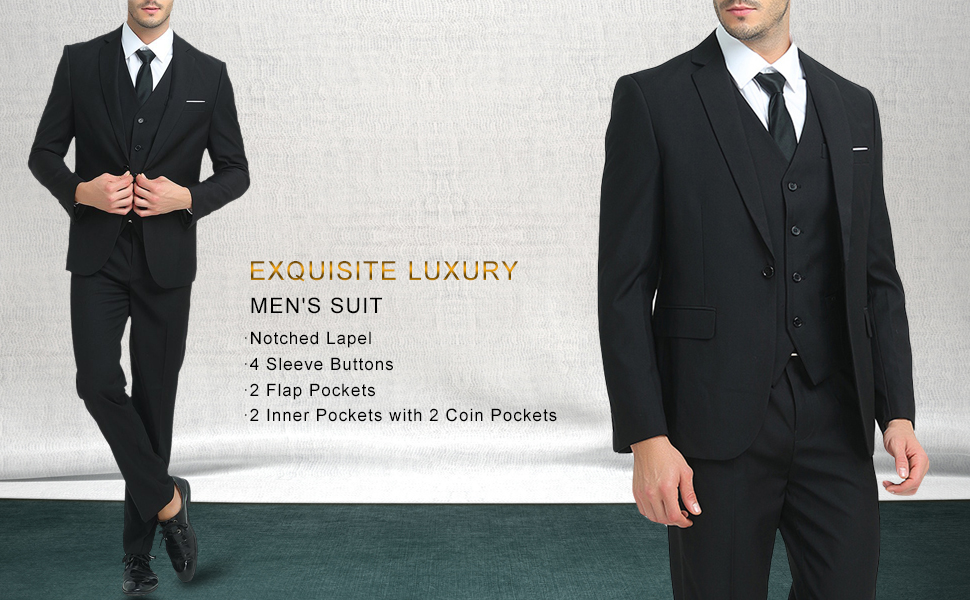 EXQUISITE LUXURY
MEN'S SUIT
·Notched Lapel
·4 Sleeve Buttons
·2 Flap Pockets
·2 Inner Pockets with 2 Coin Pockets